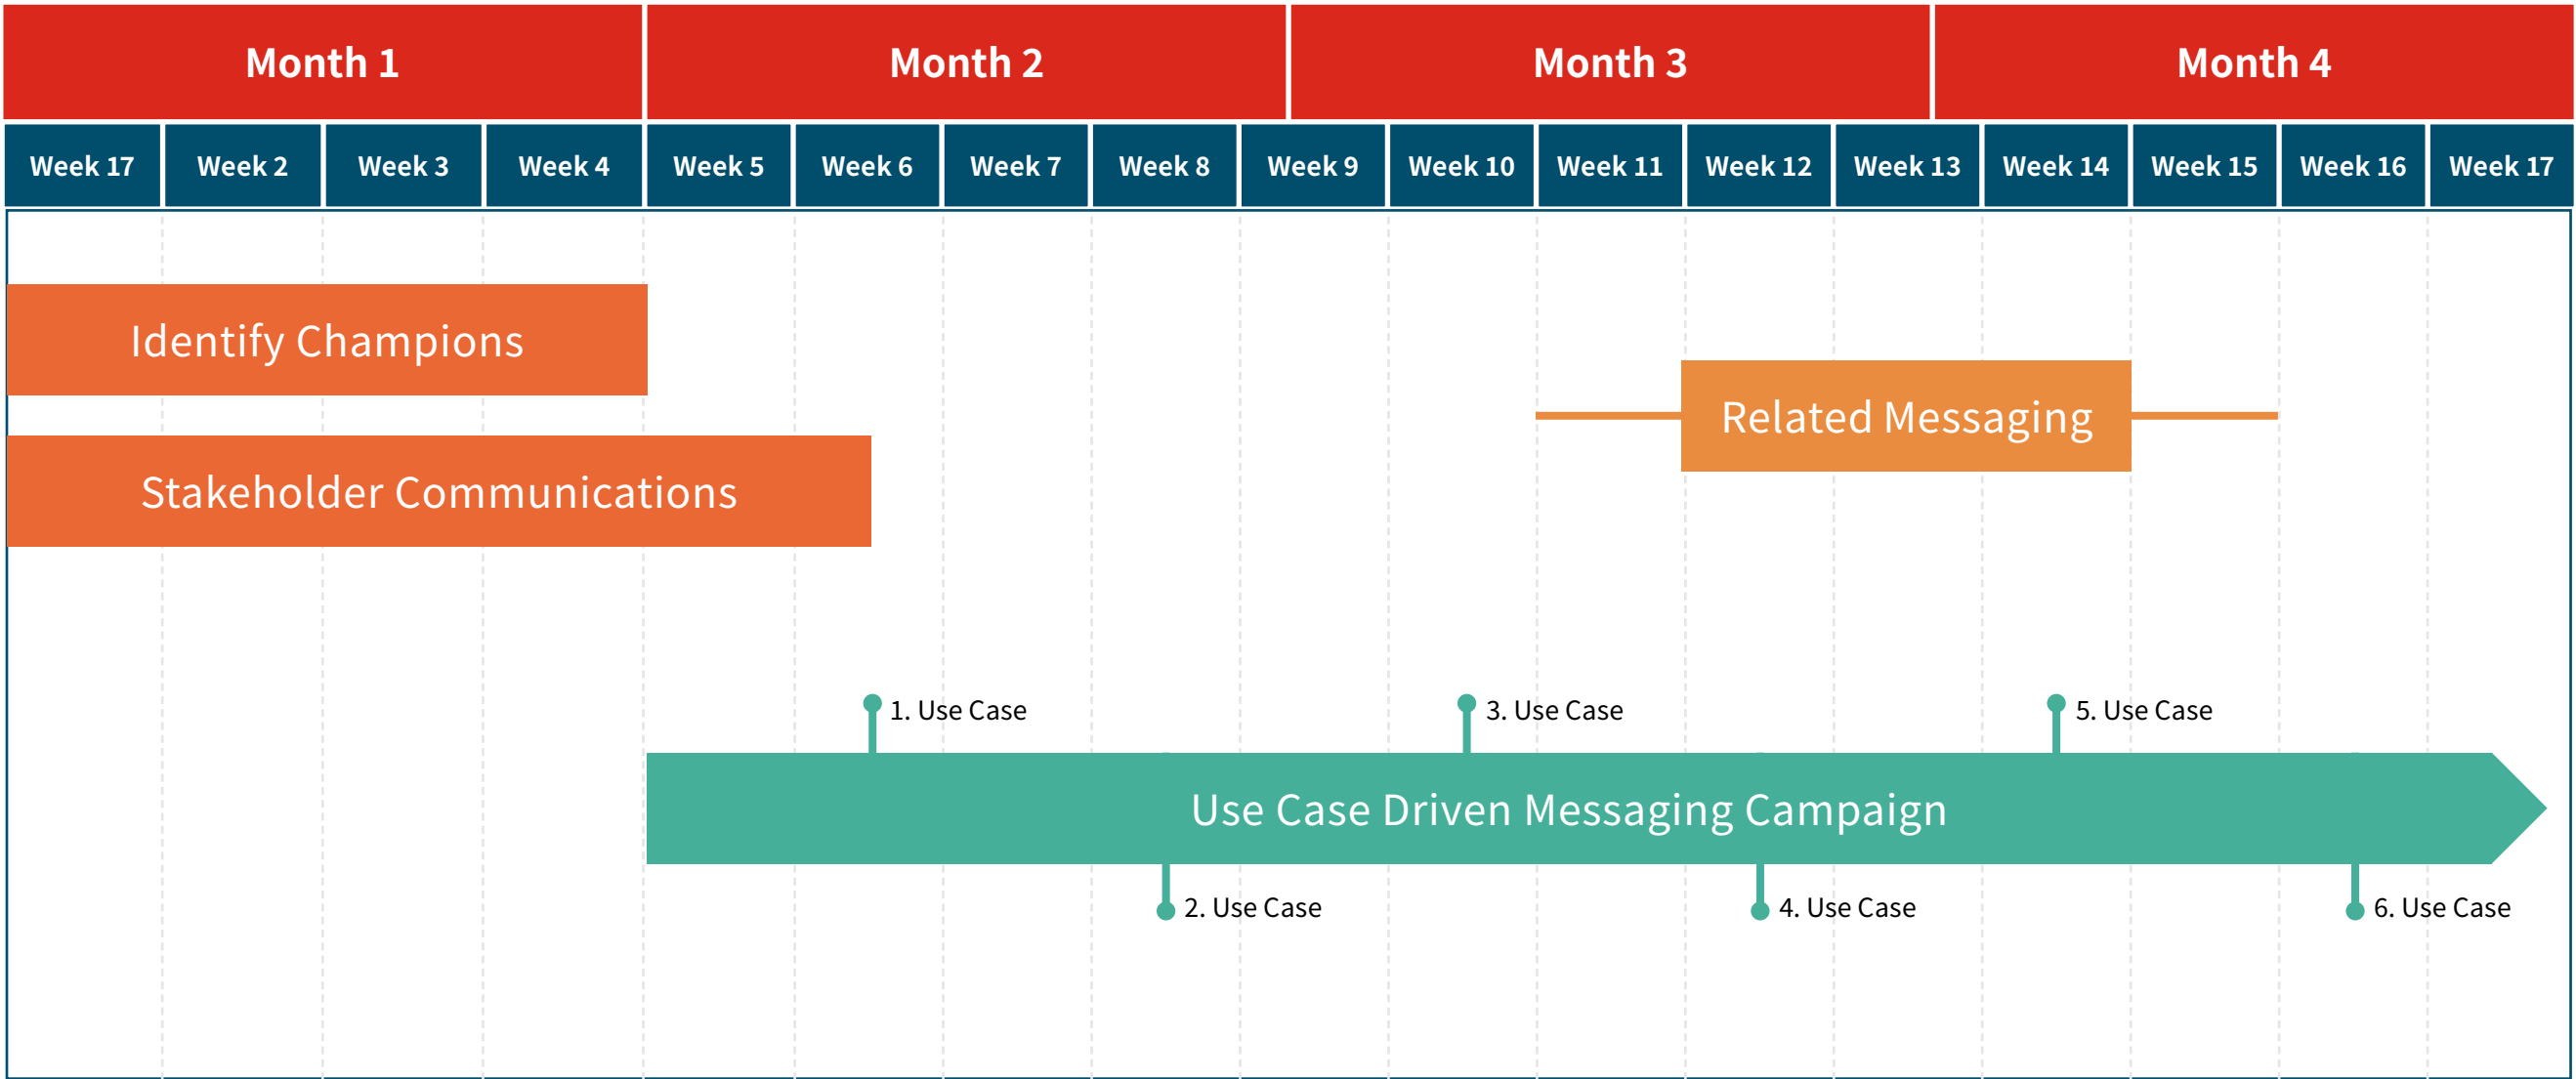 Month 1
Month 2
Month 3
Month 4
Week 17
Week 2
Week 3
Week 4
Week 5
Week 6
Week 7
Week 8
Week 9
Week 10
Week 11
Week 12
Week 13
Week 14
Week 15
Week 16
Week 17
Identify Champions
Related Messaging
Stakeholder Communications
1. Use Case
3. Use Case
5. Use Case
Use Case Driven Messaging Campaign
2. Use Case
4. Use Case
6. Use Case